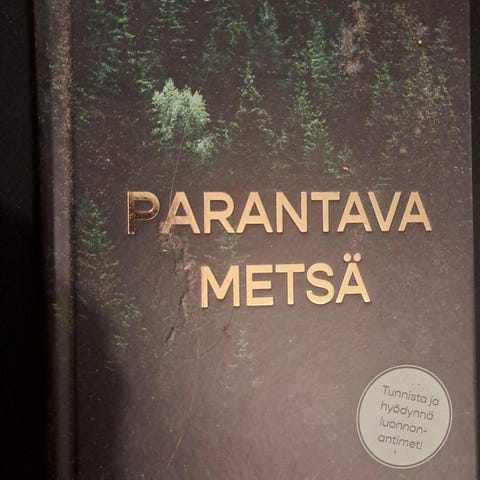 PARANTAVA
METSÄ
Tunnista ja
hyödynnä
luonnon-
antimet!